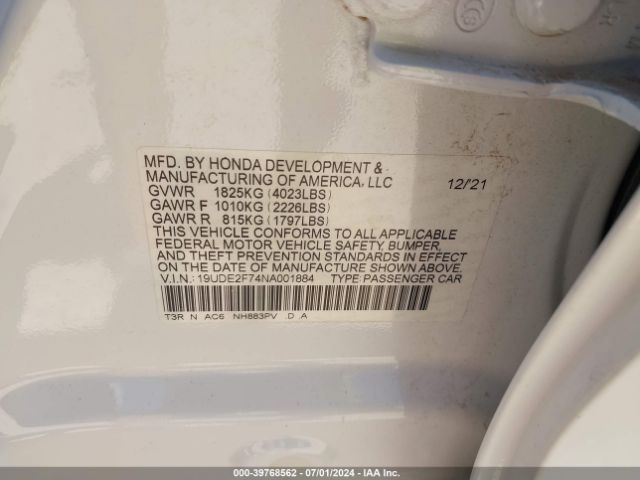 MFD. BY HONDA DEVELOPMENT &
MANUFACTURING OF AMERICA, LLC 12/'21
GVWR 1825KG (4023LBS)
GAWR F 1010KG (2226LBS)
GAWR R 815KG (1797LBS)
THIS VEHICLE CONFORMS TO ALL APPLICABLE
FEDERAL MOTOR VEHICLE SAFETY, BUMPER,
AND THEFT PREVENTION STANDARDS IN EFFECT
ON THE DATE OF MANUFACTURE SHOWN ABOVE.
V.I.N.: 19UDE2F74NA001884 TYPE: PASSENGER CAR
T3R N AC6 NH883PV .D .A
000-39768562 - 07/01/2024 - IAA Inc.